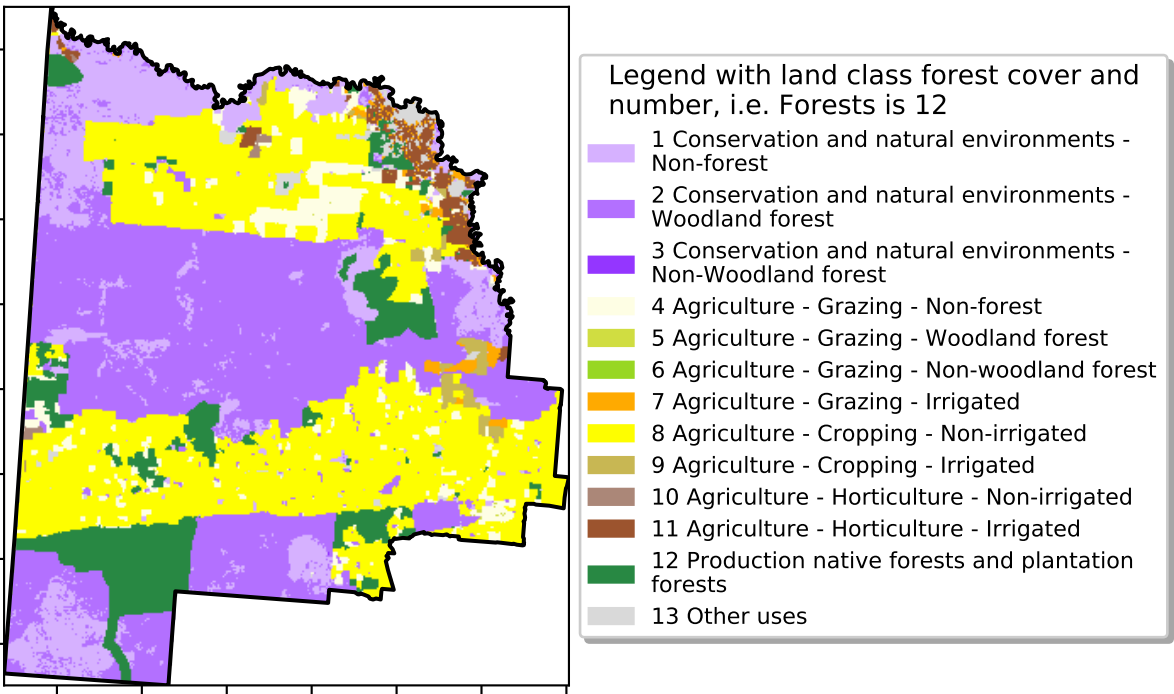 Legend with land class forest cover and
number, i.e. Forests is 12
1 Conservation and natural environments -
Non-forest
2 Conservation and natural environments -
Woodland forest
3 Conservation and natural environments -
Non-Woodland forest
4 Agriculture - Grazing - Non-forest
5 Agriculture - Grazing - Woodland forest
6 Agriculture - Grazing - Non-woodland forest
7 Agriculture - Grazing - Irrigated
8 Agriculture - Cropping - Non-irrigated
9 Agriculture - Cropping - Irrigated
10 Agriculture - Horticulture - Non-irrigated
11 Agriculture - Horticulture - Irrigated
12 Production native forests and plantation
forests
13 Other uses